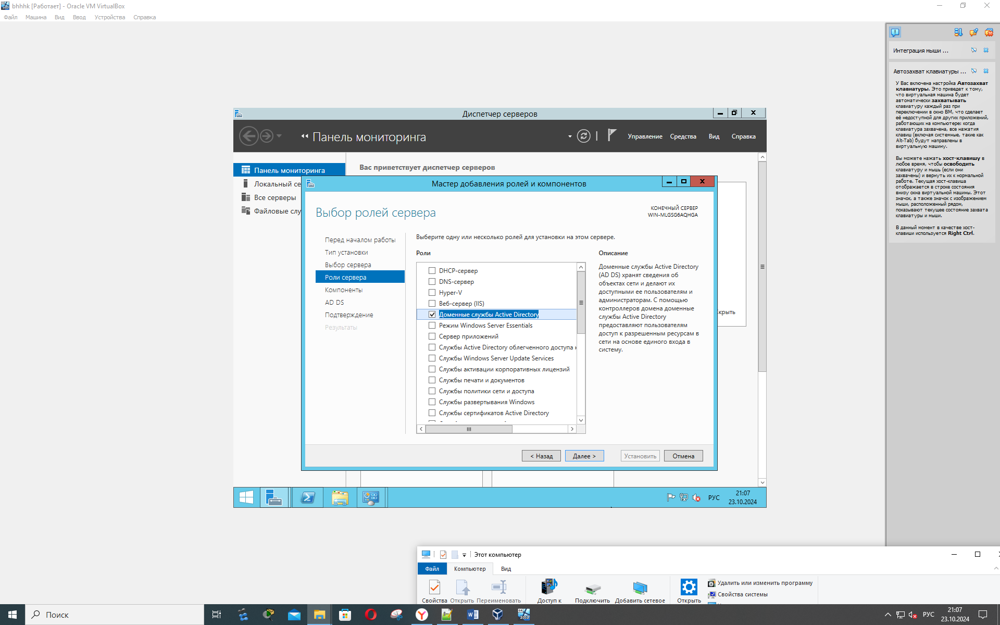 bhhhk [Работает] - Oracle VM VirtualBox
Файл Машина Вид Ввод Устройства Справка
Интеграция мыши ...
Автозахват клавиатуры ...
У Вас включена настройка Автозахват
клавиатуры. Это приведет к тому,
что виртуальная машина будет
автоматически захватывать
клавиатуру каждый раз при
переключении в окно ВМ, что сделает
её недоступной для других приложений,
работающих на компьютере: когда
клавиатура захвачена, все нажатия
клавиш (включая системные, такие как
Alt-Tab) будут направлены в
виртуальную машину.
Вы можете нажать хост-клавишу в
любое время, чтобы освободить
клавиатуру и мышь (если они
захвачены) и вернуть их к нормальной
работе. Текущая хост-клавиша
отображается в строке состояния
внизу окна виртуальной машины. Этот
значок, а также значок с изображением
мыши, расположенный рядом,
показывают текущее состояние захвата
клавиатуры и мыши.
В данный момент в качестве хост-
клавиши используется Right Ctrl.
Диспетчер серверов
Панель мониторинга
Управление Средства Вид Справка
Панель мониторинга
Локальный се
Все серверы
Файловые слу
Вас приветствует диспетчер серверов
крыть
Мастер добавления ролей и компонентов
Выбор ролей сервера
КОНЕЧНЫЙ СЕРВЕР
WIN-MLGSG6AQHGA
Перед началом работы
Тип установки
Выбор сервера
Роли сервера
Компоненты
AD DS
Подтверждение
Результаты
Выберите одну или несколько ролей для установки на этом сервере.
Роли
DHCP-сервер
DNS-сервер
Hyper-V
Веб-сервер (IIS)
Доменные службы Active Directory
Режим Windows Server Essentials
Сервер приложений
Службы Active Directory облегченного доступа к
Службы Windows Server Update Services
Службы активации корпоративных лицензий
Службы печати и документов
Службы политики сети и доступа
Службы развертывания Windows
Службы сертификатов Active Directory
Описание
Доменные службы Active Directory
(AD DS) хранят сведения об
объектах сети и делают их
доступными ее пользователям и
администраторам. С помощью
контроллеров домена доменные
службы Active Directory
предоставляют пользователям
доступ к разрешенным ресурсам в
сети на основе единого входа в
систему.
< Назад Далее > Установить Отмена
РУС
21:07
23.10.2024
Этот компьютер
Файл Компьютер Вид
Свойства Открыть Переименовать Доступ к Подключить Добавить сетевое Открыть
Удалить или изменить программу
Свойства системы
Поиск
64
2012
РУС
21:07
23.10.2024